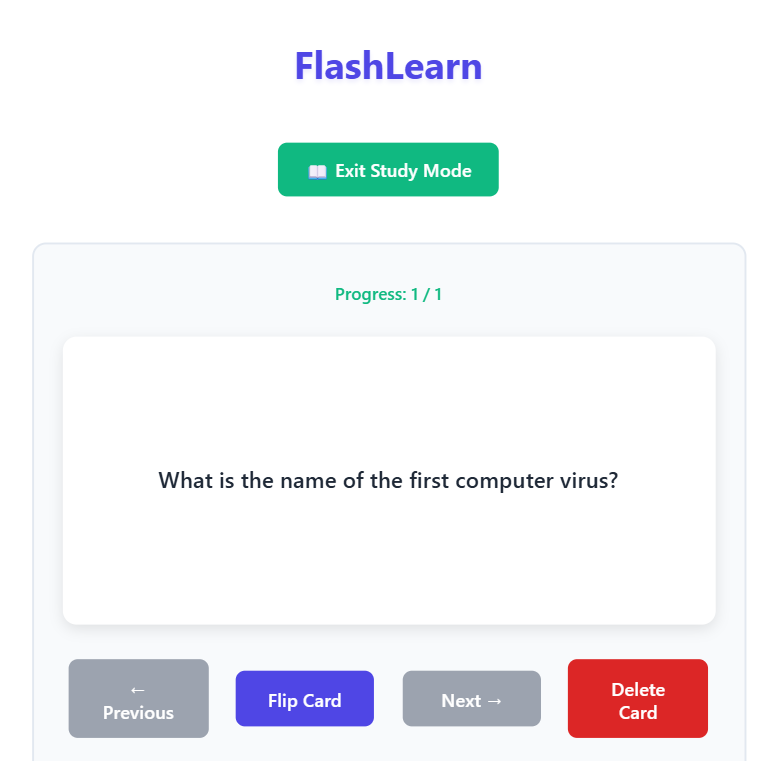 FlashLearn
📖 Exit Study Mode
Progress: 1 / 1
What is the name of the first computer virus?
←
Previous
Flip Card
Next →
Delete
Card